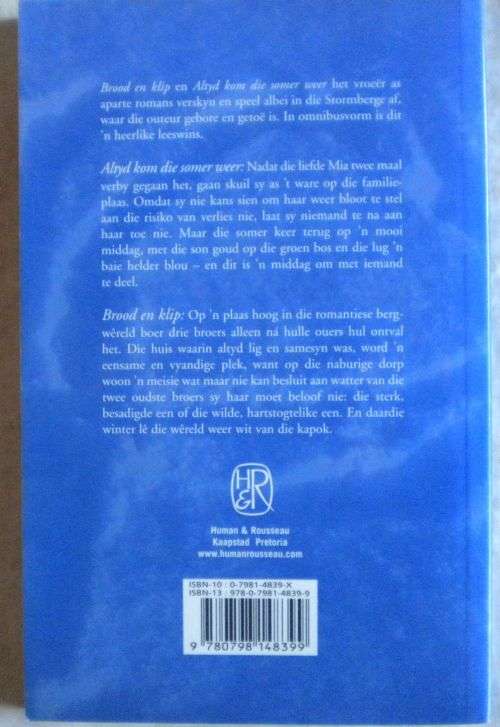 Brood en klip en Altyd kom die somer weer het vroeër as
aparte romans verskyn en speel albei in die Stormberge af,
waar die outeur gebore en getoë is. In omnibusvorm is dit
'n heerlike leeswins.
Altyd kom die somer weer: Nadat die liefde Mia twee maal
verby gegaan het, gaan skuil sy as 't ware op die familie-
plaas. Omdat sy nie kans sien om haar weer bloot te stel
aan die risiko van verlies nie, laat sy niemand te na aan
haar toe nie. Maar die somer keer terug op 'n mooi
middag, met die son goud op die groen bos en die lug 'n
baie helder blou – en dit is 'n middag om met iemand
te deel.
Brood en klip: Op 'n plaas hoog in die romantiese berg-
wêreld boer drie broers alleen ná hulle ouers hul ontval
het. Die huis waarin altyd lig en samesyn was, word 'n
eensame en vyandige plek, want op die naburige dorp
woon 'n meisie wat maar nie kan besluit aan watter van die
twee oudste broers sy haar moet beloof nie: die sterk,
besadigde een of die wilde, hartstogtelike een. En daardie
winter lê die wêreld weer wit van die kapok.
H&R
Human & Rousseau
Kaapstad Pretoria
www.humanrousseau.com
ISBN-10 : 0-7981-4839-X
ISBN-13 : 978-0-7981-4839-9
9 780798 148399